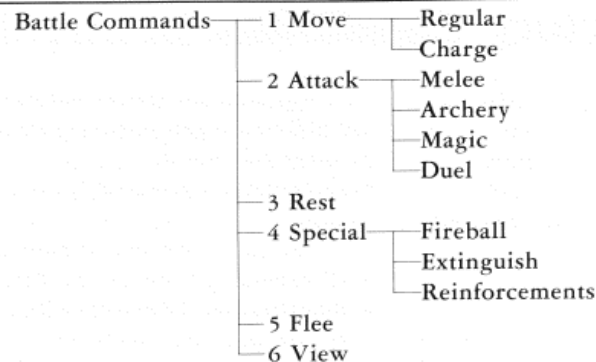 Battle Commands 1 Move Regular
Charge
2 Attack Melee
Archery
Magic
Duel
3 Rest
4 Special Fireball
Extinguish
Reinforcements
5 Flee
6 View